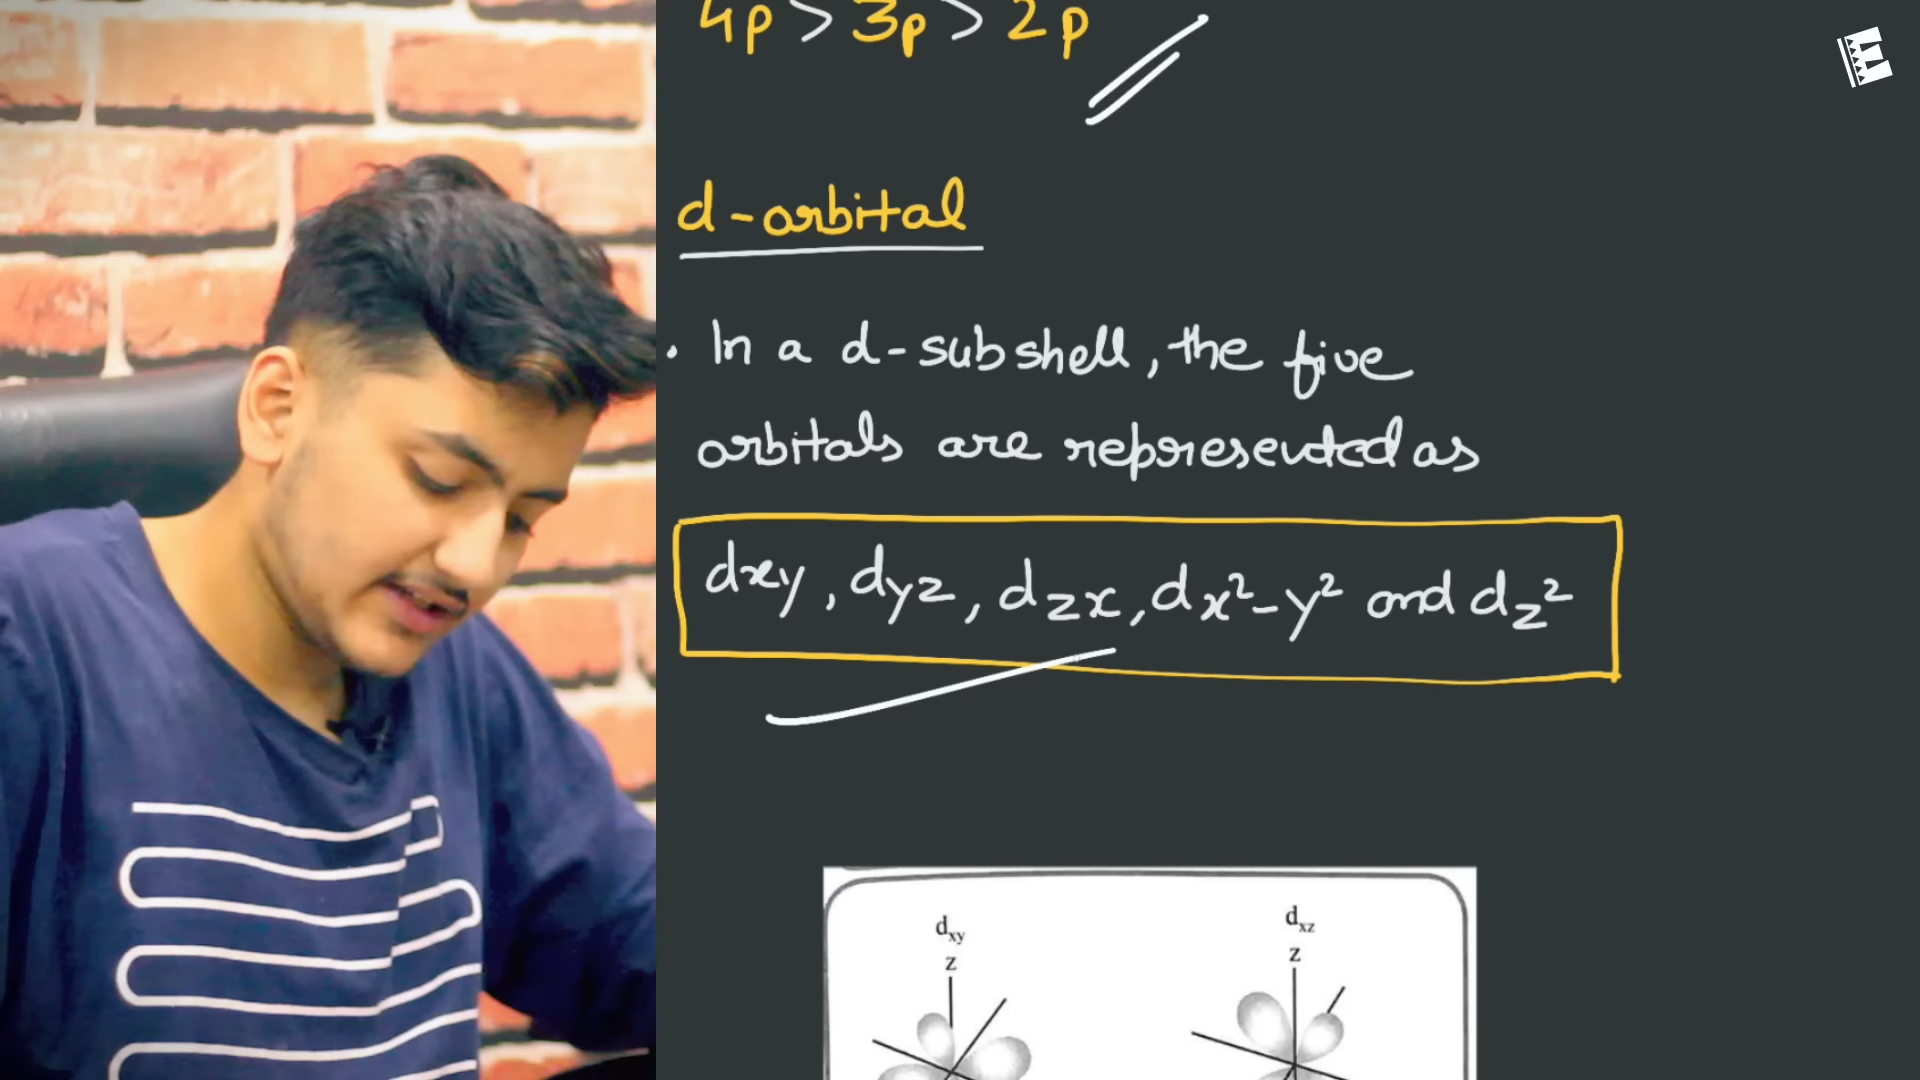 4p > 3p > 2p
d-orbital
. In a d-subshell, the five
orbitals are represented as
dxy, dyz, dzx, dx²-y² and dz²
dxy
dxz
z
z